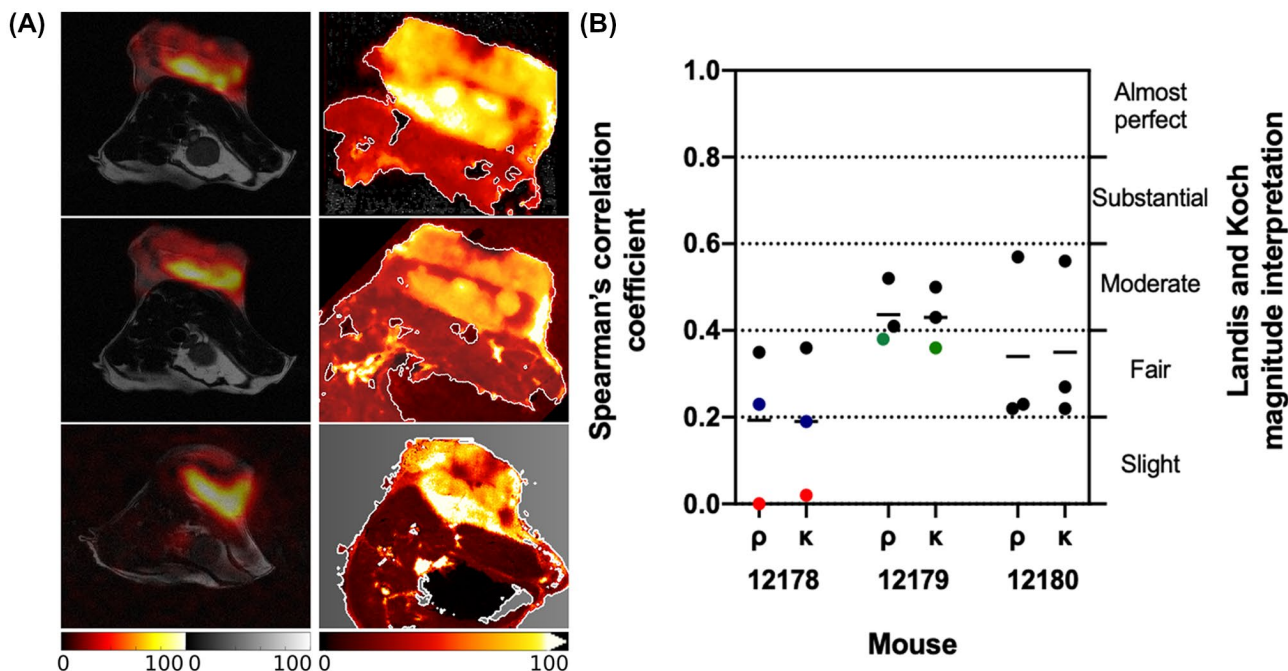 (A)
0 100 0 100
0 100
(B)
Spearman's correlation
coefficient
1.0
0.8
0.6
0.4
0.2
0.0
ρ κ ρ κ ρ κ
12178 12179 12180
Mouse
Almost
perfect
Substantial
Moderate
Fair
Slight
Landis and Koch
magnitude interpretation